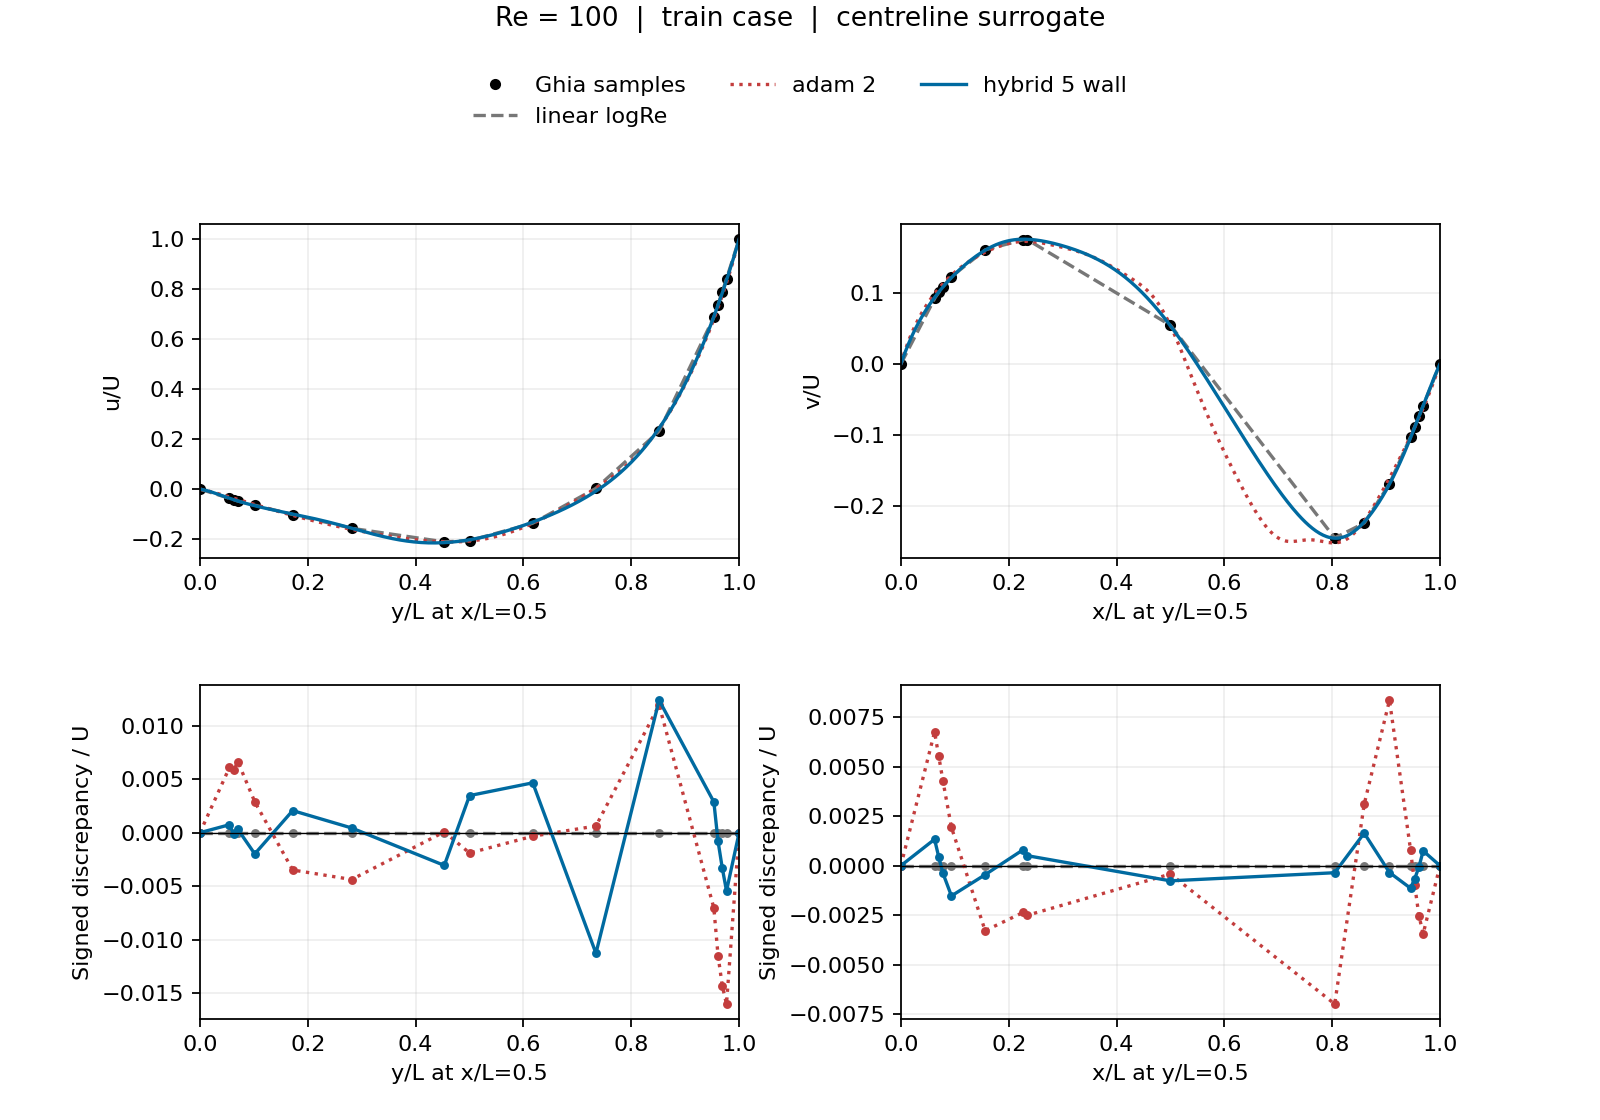 Re = 100 | train case | centreline surrogate
Ghia samples adam 2 hybrid 5 wall
linear logRe
1.0
0.8
0.6
0.4
0.2
0.0
−0.2
u/U
0.0 0.2 0.4 0.6 0.8 1.0
y/L at x/L=0.5
0.1
0.0
−0.1
−0.2
v/U
0.0 0.2 0.4 0.6 0.8 1.0
x/L at y/L=0.5
0.010
0.005
0.000
−0.005
−0.010
−0.015
Signed discrepancy / U
0.0 0.2 0.4 0.6 0.8 1.0
y/L at x/L=0.5
0.0075
0.0050
0.0025
0.0000
−0.0025
−0.0050
−0.0075
Signed discrepancy / U
0.0 0.2 0.4 0.6 0.8 1.0
x/L at y/L=0.5